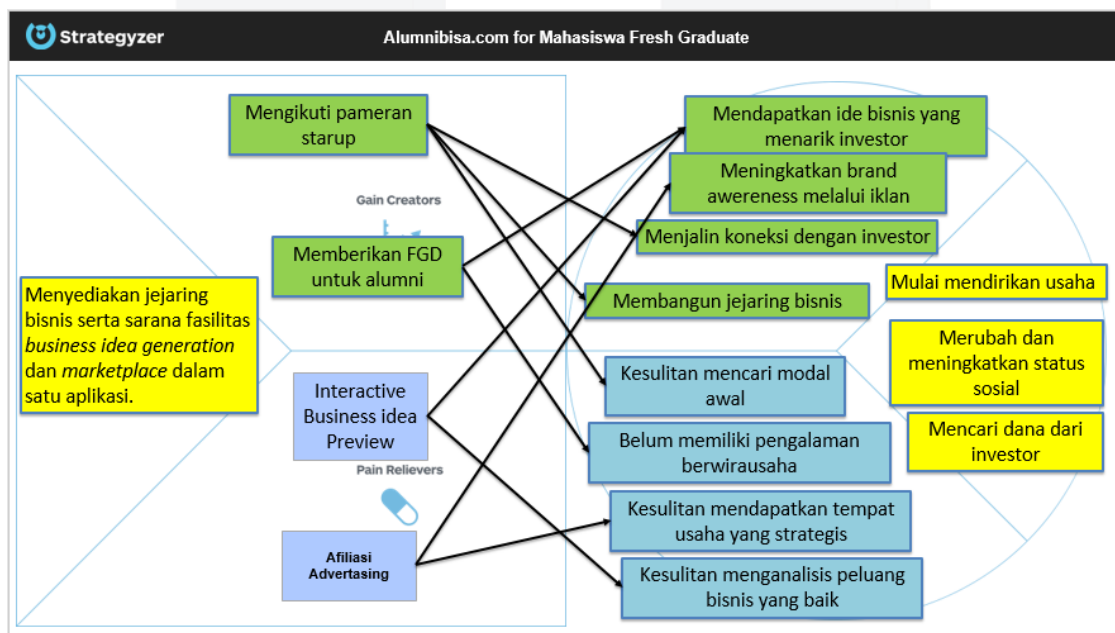 Strategyzer
Alumnibisa.com for Mahasiswa Fresh Graduate
Mengikuti pameran
starup
Gain Creators
Memberikan FGD
untuk alumni
Menyediakan jejaring
bisnis serta sarana fasilitas
business idea generation
dan marketplace dalam
satu aplikasi.
Interactive
Business idea
Preview
Pain Relievers
Afiliasi
Advertasing
Mendapatkan ide bisnis yang
menarik investor
Meningkatkan brand
awereness melalui iklan
Menjalin koneksi dengan investor
Membangun jejaring bisnis
Kesulitan mencari modal
awal
Belum memiliki pengalaman
berwirausaha
Kesulitan mendapatkan tempat
usaha yang strategis
Kesulitan menganalisis peluang
bisnis yang baik
Mulai mendirikan usaha
Merubah dan
meningkatkan status
sosial
Mencari dana dari
investor